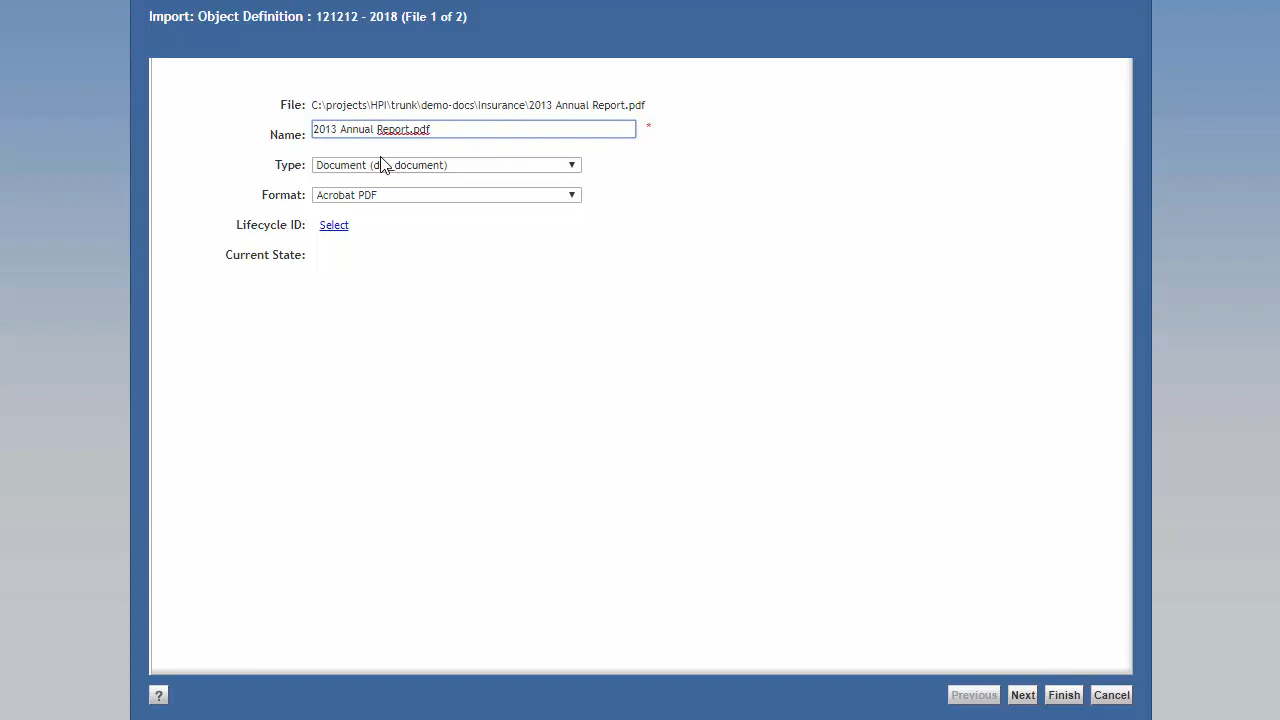 Import: Object Definition : 121212 - 2018 (File 1 of 2)
File: C:\projects\HPI\trunk\demo-docs\Insurance\2013 Annual Report.pdf
Name: 2013 Annual Report.pdf *
Type: Document ( document) ▼
Format: Acrobat PDF ▼
Lifecycle ID: Select
Current State:
? Previous Next Finish Cancel